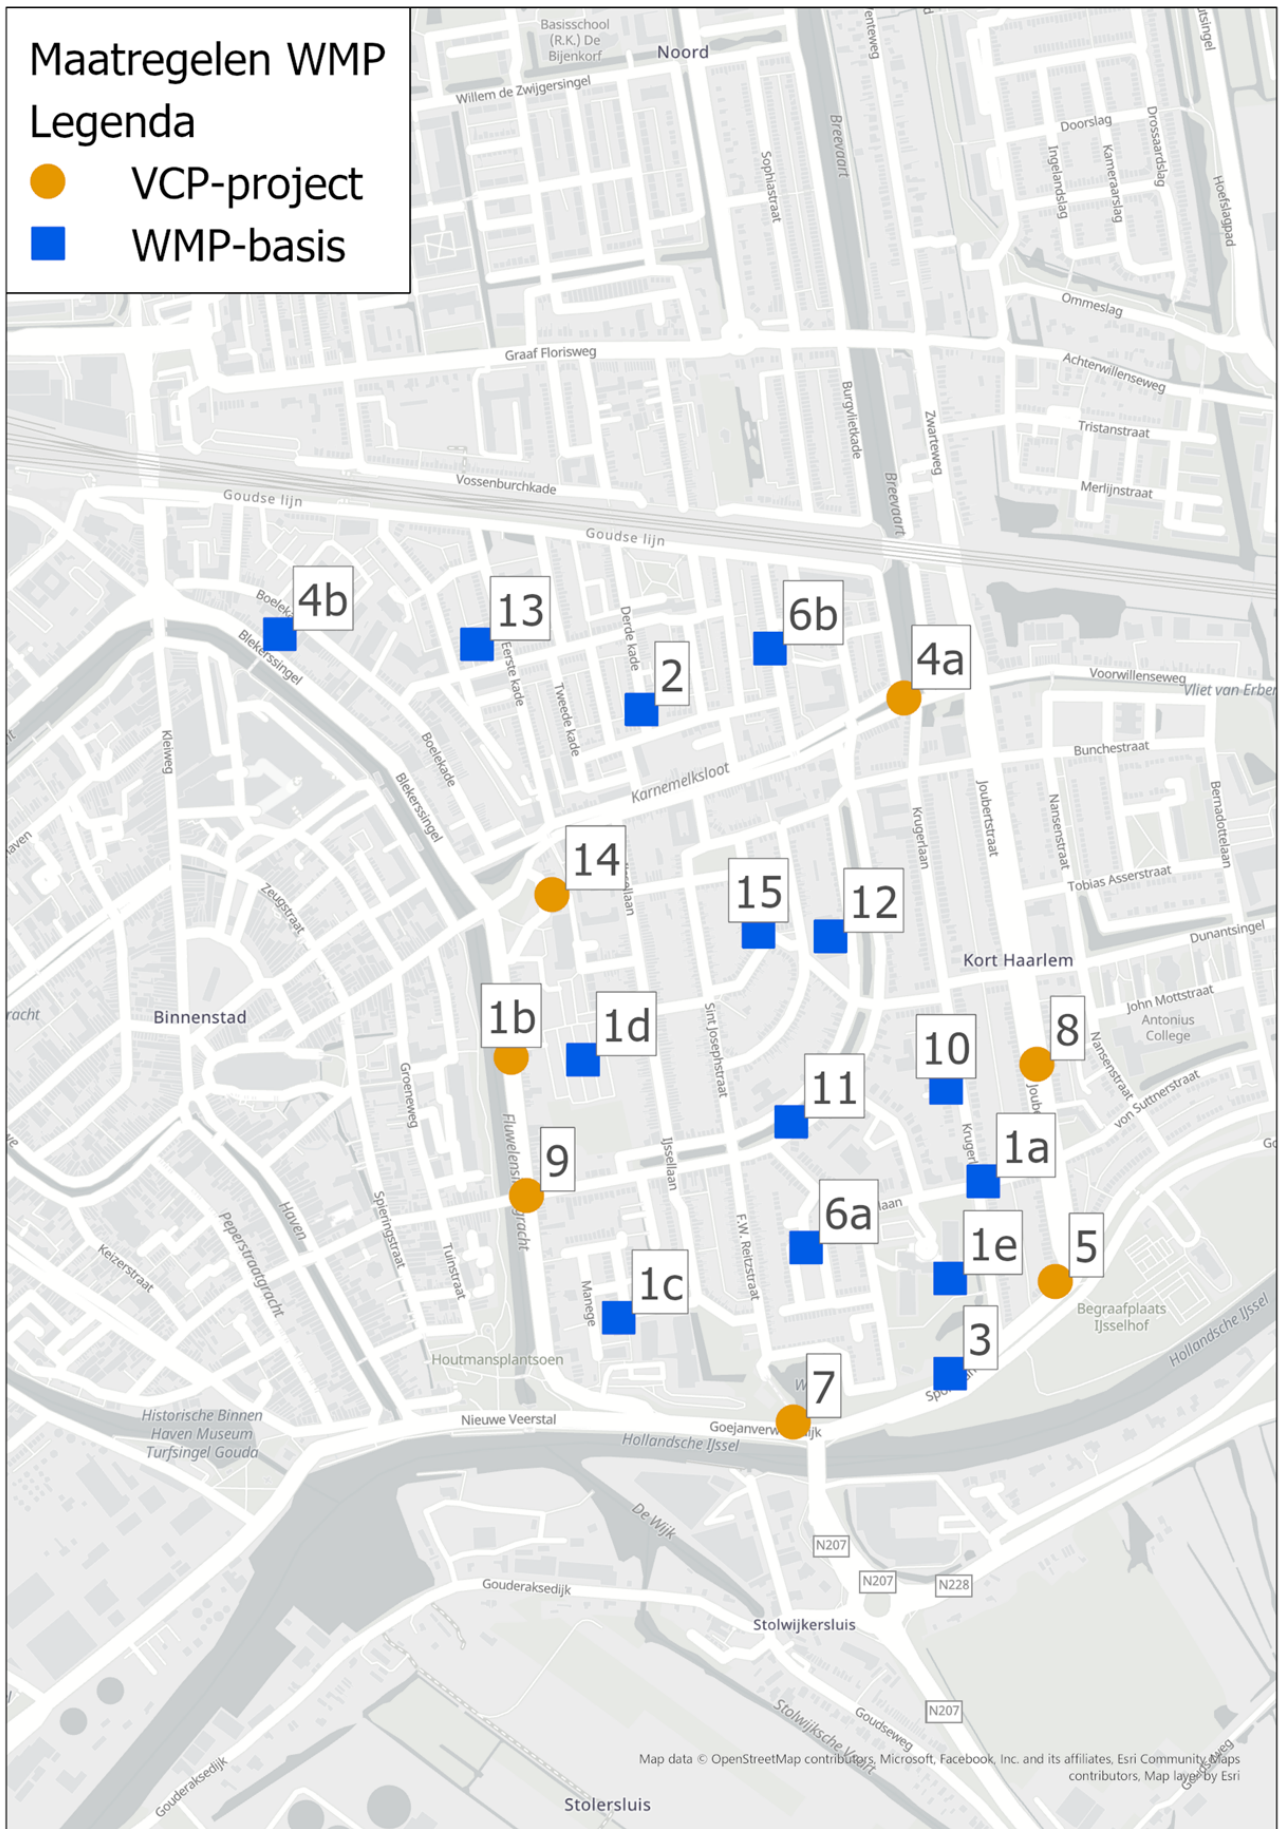 Maatregelen WMP
Legenda
VCP-project
WMP-basis
Basisschool
(R.K.) De
Bijenkorf
Noord
Willem de Zwijgersingel
Sophiastraat
Breevaart
Doorslag
Ingelandslag
Kameraarslag
Drossaardslag
Hoefslagpad
Ommeslag
Graaf Florisweg
Achterwillenseweg
Burgvlietkade
Zwarteweg
Tristanstraat
Merlijnstraat
Vossenburchkade
Goudse lijn
Goudse lijn
Breevaart
4b
13
6b
4a
2
Blekerssingel
Eerste kade
Tweede kade
Derde kade
Voorwillenseweg
Vliet van Erber
Kleiweg
Boelekade
Blekerssingel
Karnemelksloot
Bunchestraat
Krugerlaan
Joubertstraat
Nansenstraat
Bernadottelaan
Tobias Asserstraat
14
15
12
Zeugstraat
Dunantsingel
Kort Haarlem
Binnenstad
1b
1d
John Mottstraat
Antonius
College
Nansenstraat
von Suttnerstraat
8
10
11
Sint Josephstraat
Groeneweg
9
1a
IJssellaan
6a
laan
1e
5
Haven
Peperstraatgracht
Spieringstraat
Tuinstraat
Keizerstraat
F.W. Reitzstraat
Manege
1c
3
Begraafplaats
IJsselhof
Hollandsche IJssel
Houtmansplantsoen
7
Historische Binnen
Haven Museum
Turfsingel Gouda
Nieuwe Veerstal
Hollandsche IJssel
De Wijk
N207
N207
N228
Gouderaksedijk
Stolwijkersluis
N207
Goudseweg
Stolwijksche Vaart
Gouderaksedijk
Map data © OpenStreetMap contributors, Microsoft, Facebook, Inc. and its affiliates, Esri Community Maps
contributors, Map layer by Esri
Stolersluis